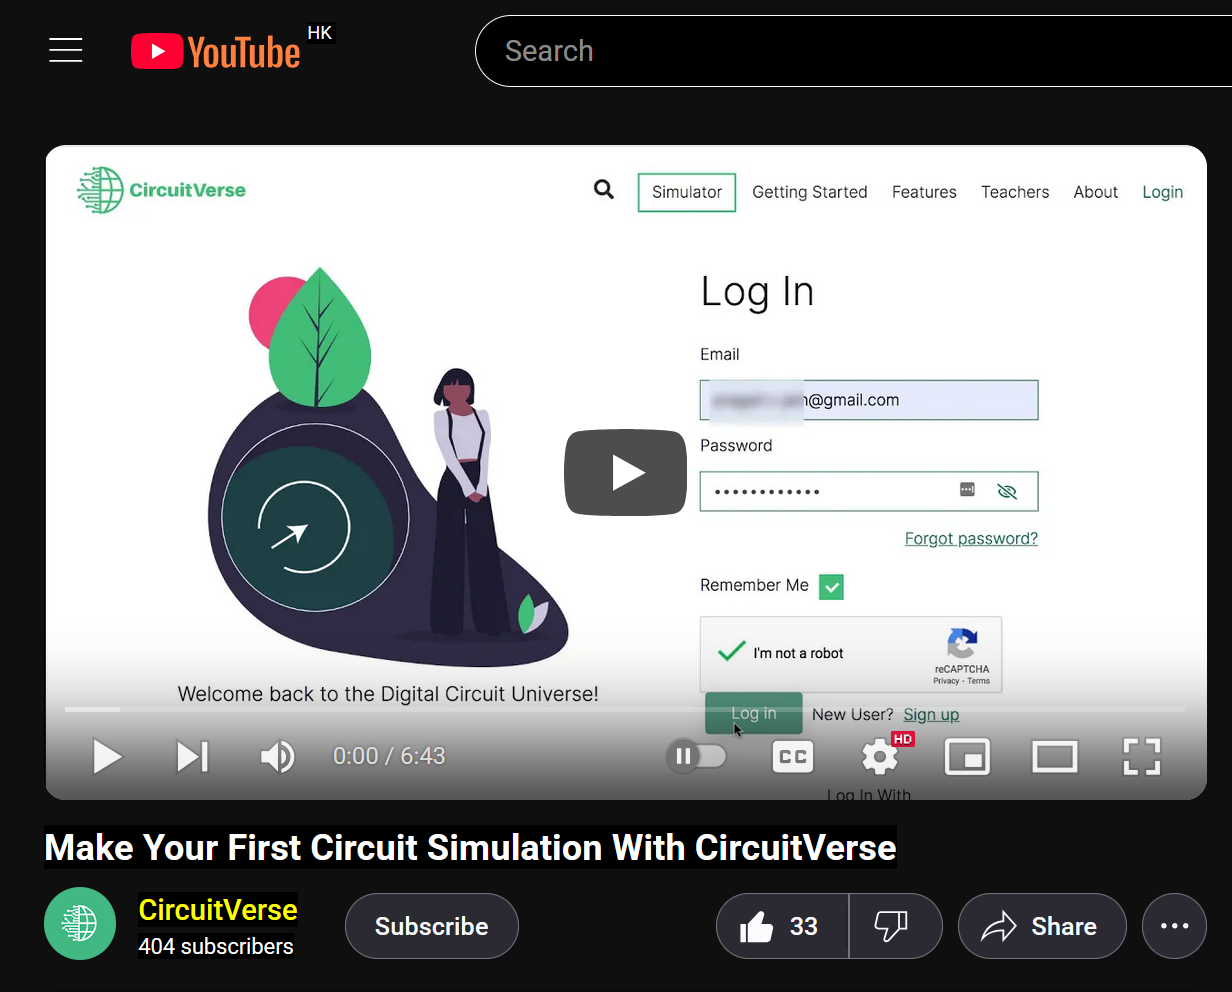 YouTube HK
Search
CircuitVerse
Simulator Getting Started Features Teachers About Login
Log In
Email
@gmail.com
Password
Forgot password?
Remember Me
I'm not a robot
reCAPTCHA
Privacy - Terms
Welcome back to the Digital Circuit Universe!
Log in New User? Sign up
0:00 / 6:43
CC
HD
Log In With
Make Your First Circuit Simulation With CircuitVerse
CircuitVerse
404 subscribers
Subscribe
33
Share